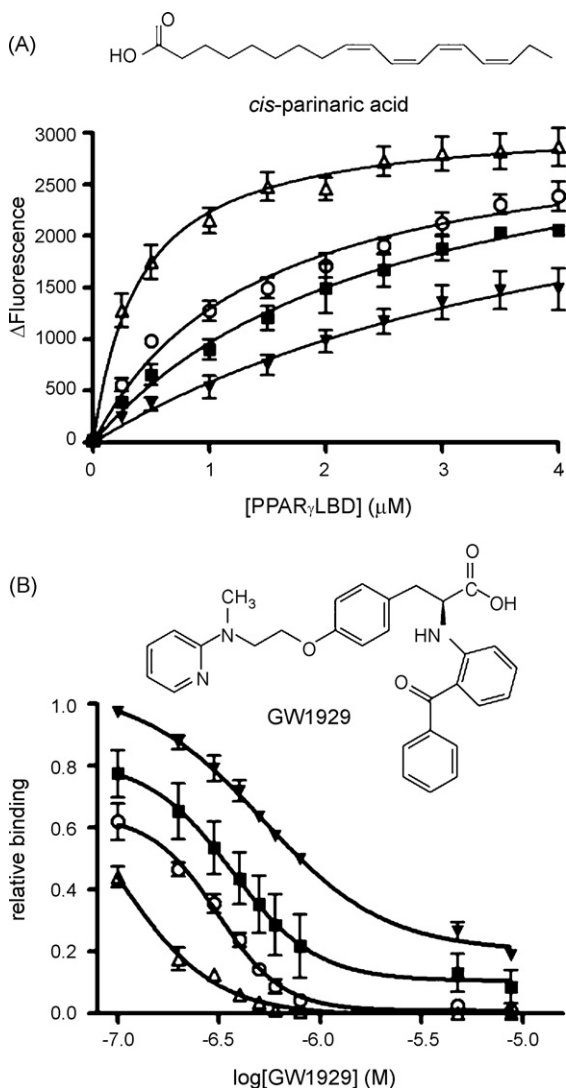 (A)
O
HO
cis-parinaric acid
3000
2500
2000
1500
1000
500
0
ΔFluorescence
0 1 2 3 4
[PPARγLBD] (μM)
(B)
O
CH₃
OH
N
O
HN
N
O
GW1929
1.0
0.8
0.6
0.4
0.2
0.0
relative binding
-7.0 -6.5 -6.0 -5.5 -5.0
log[GW1929] (M)